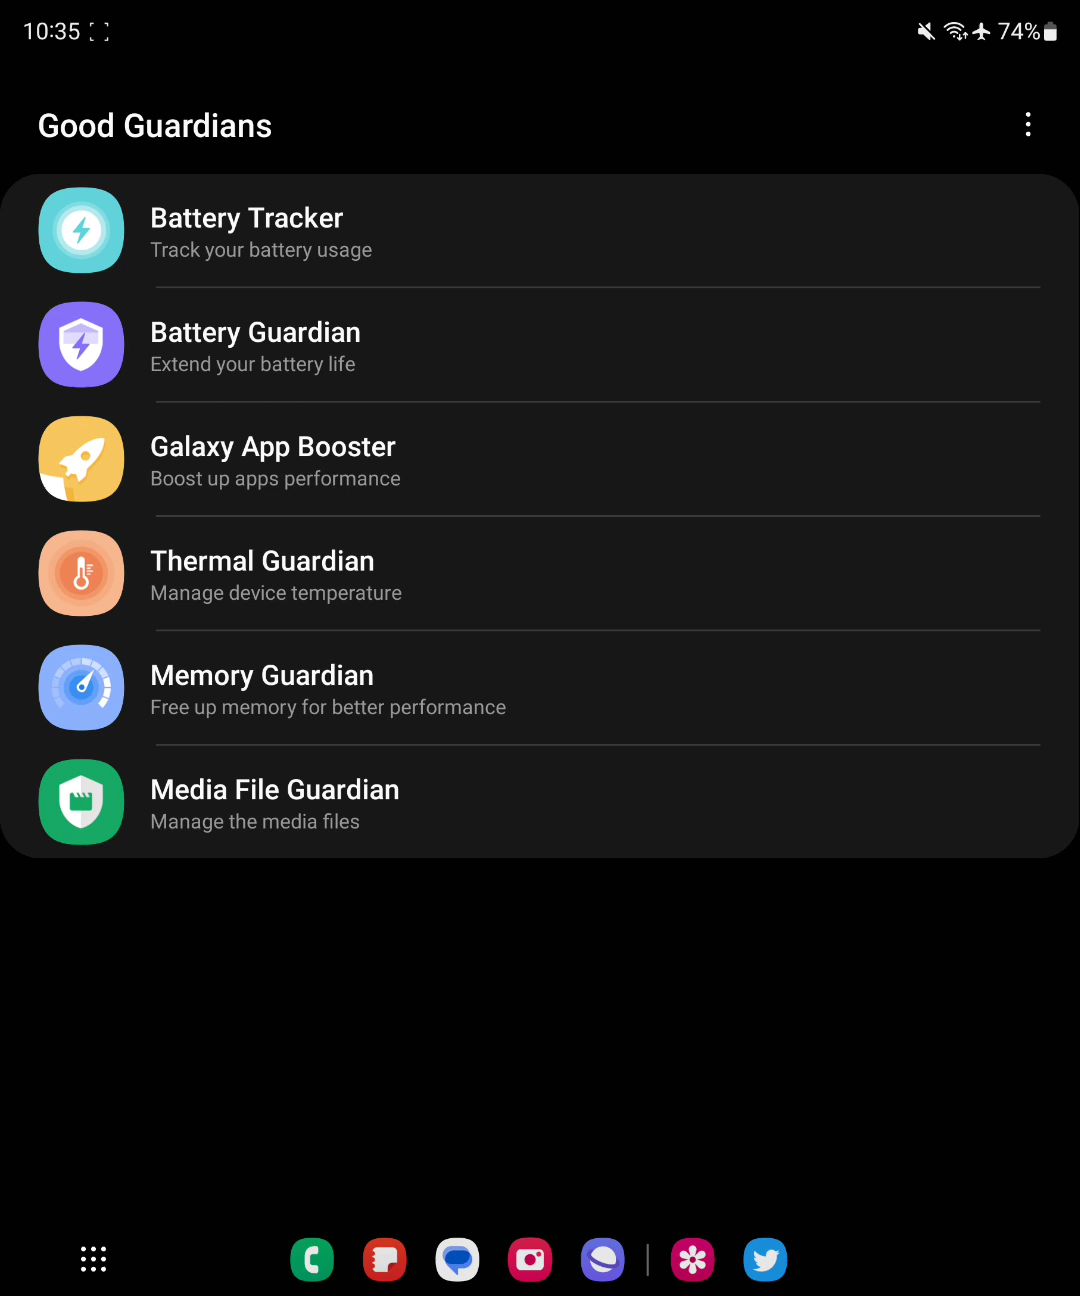 10:35
74%
Good Guardians
Battery Tracker
Track your battery usage
Battery Guardian
Extend your battery life
Galaxy App Booster
Boost up apps performance
Thermal Guardian
Manage device temperature
Memory Guardian
Free up memory for better performance
Media File Guardian
Manage the media files